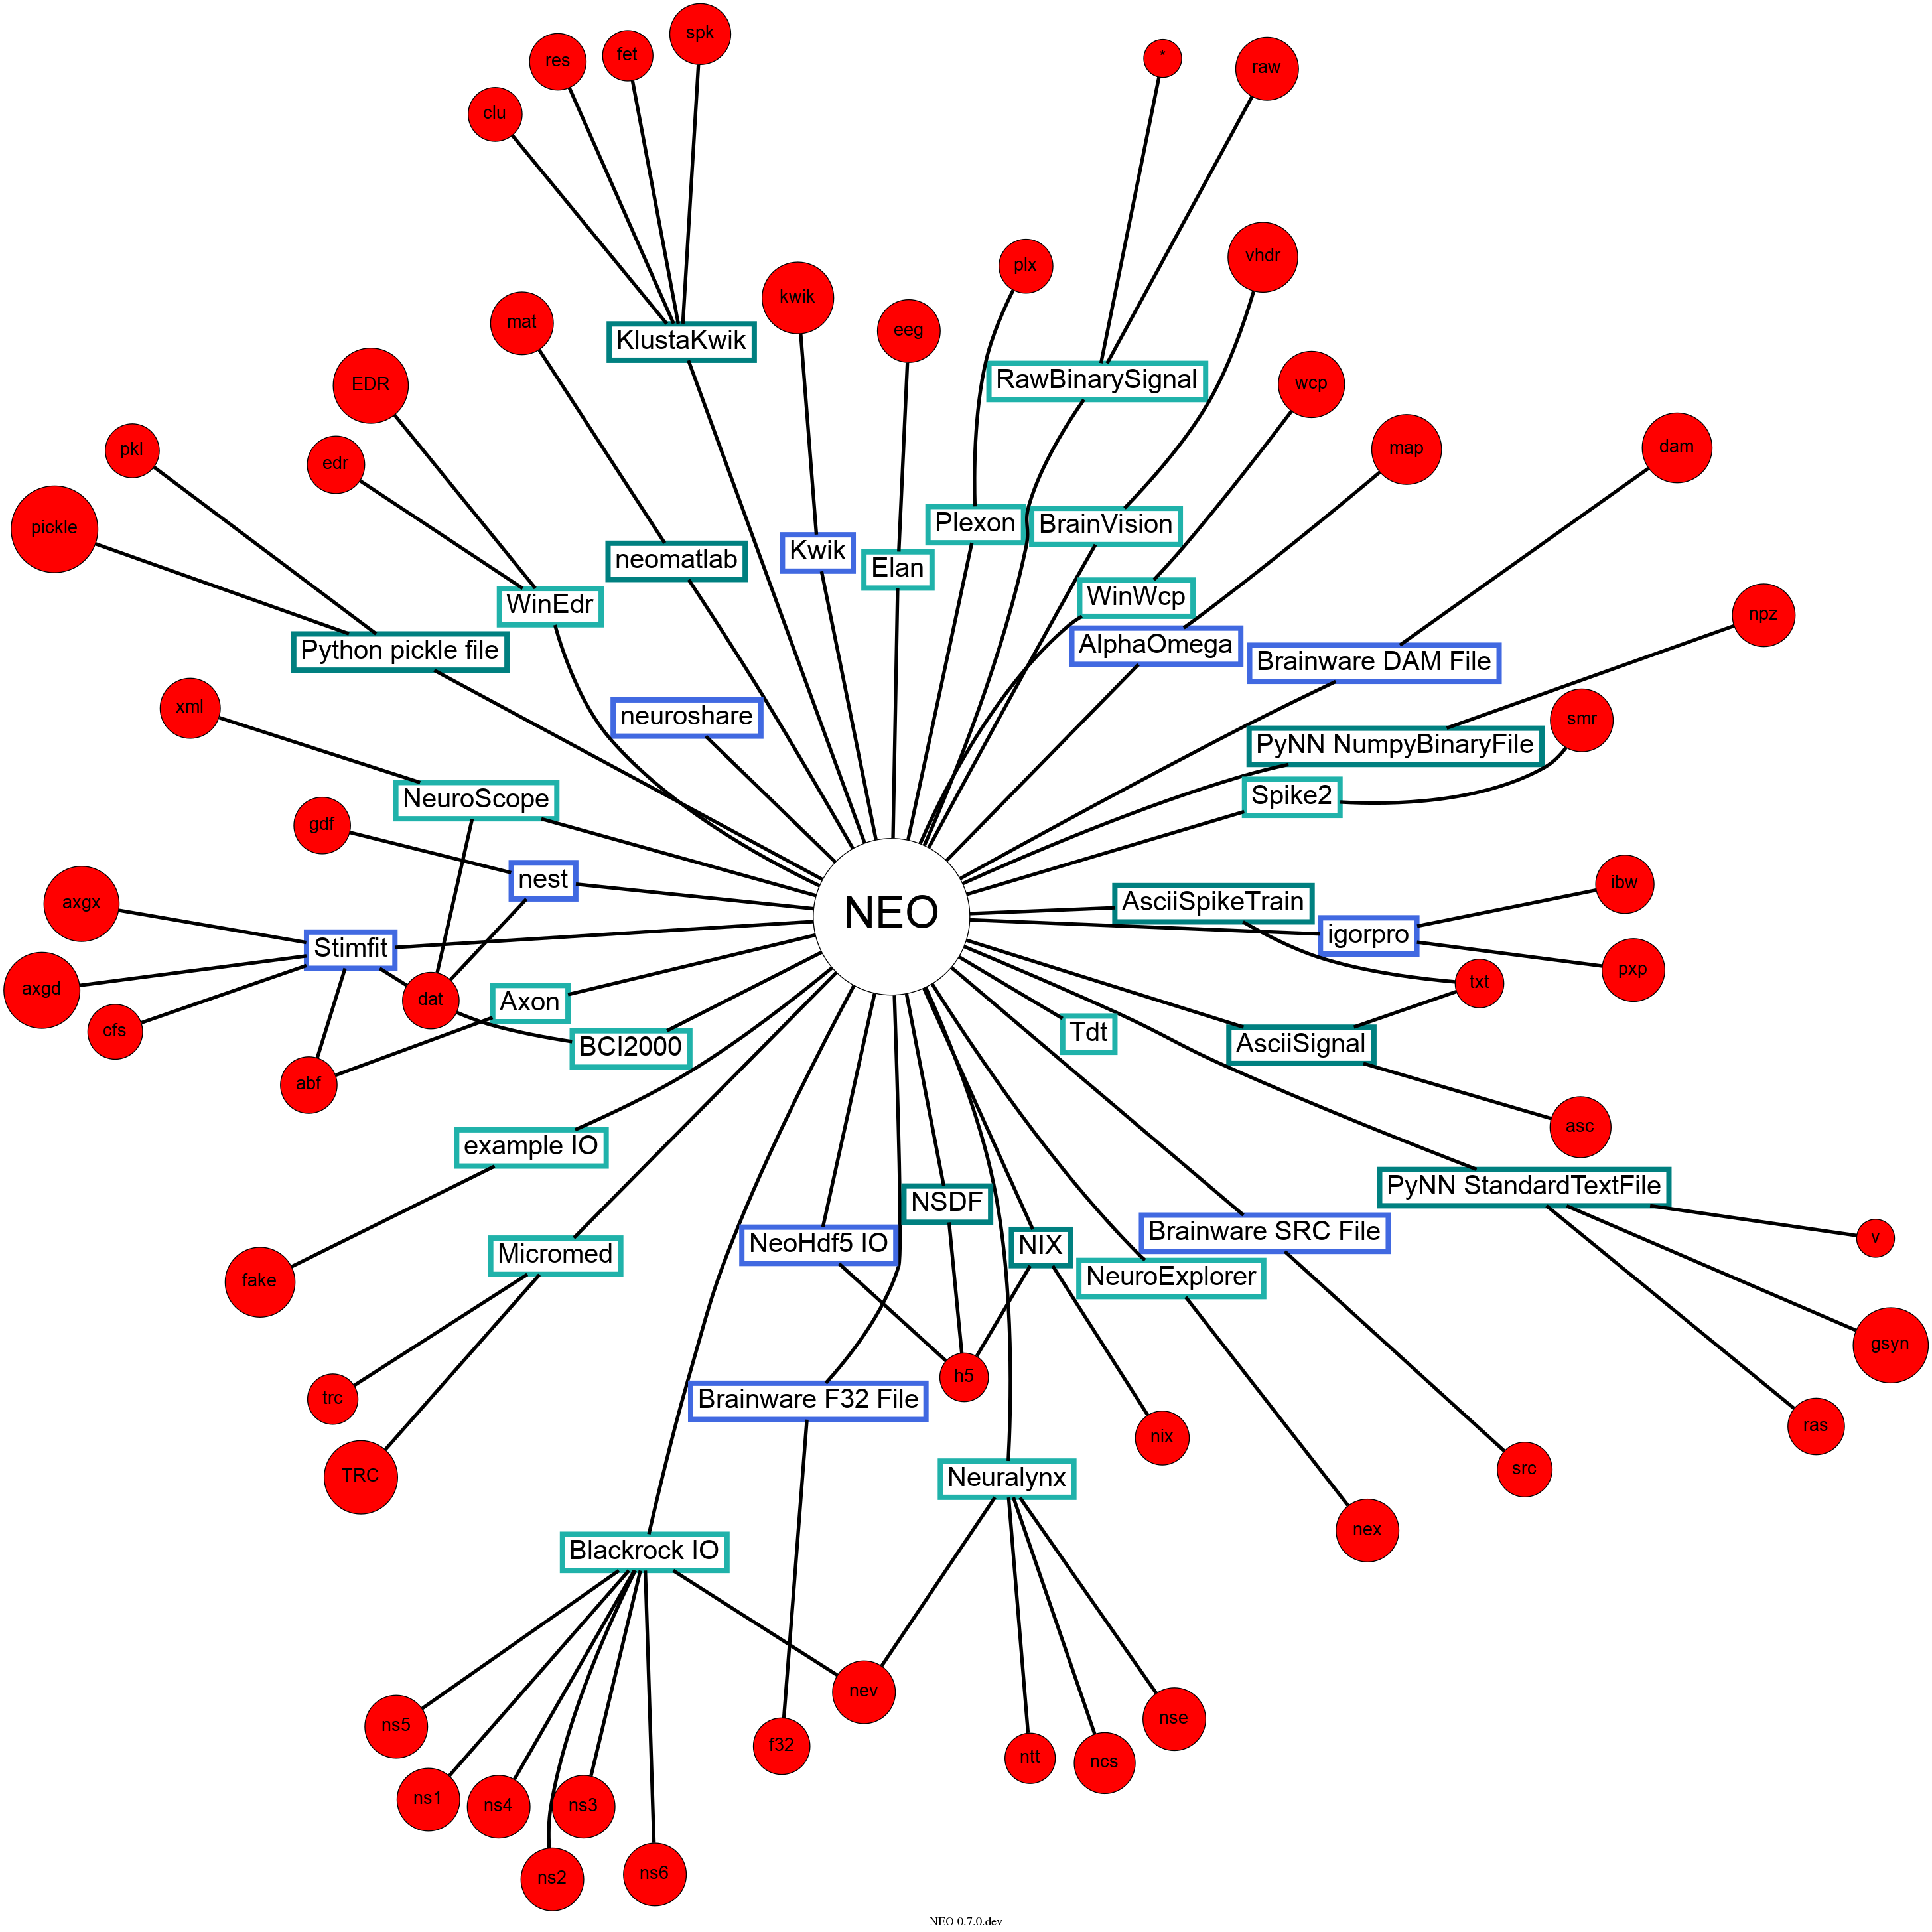 spk
fet
res
*
raw
clu
vhdr
plx
kwik
mat
eeg
KlustaKwik
RawBinarySignal
EDR
wcp
pkl
edr
map
dam
pickle
Plexon
BrainVision
Kwik
neomatlab
Elan
WinEdr
WinWcp
npz
Python pickle file
AlphaOmega
Brainware DAM File
xml
neuroshare
smr
PyNN NumpyBinaryFile
NeuroScope
Spike2
gdf
nest
ibw
axgx
NEO
AsciiSpikeTrain
igorpro
Stimfit
pxp
axgd
dat
Axon
txt
cfs
BCI2000
Tdt
AsciiSignal
abf
asc
example IO
PyNN StandardTextFile
NSDF
Brainware SRC File
v
Micromed
NeoHdf5 IO
NIX
NeuroExplorer
fake
gsyn
h5
trc
Brainware F32 File
ras
nix
src
TRC
Neuralynx
nex
Blackrock IO
nev
nse
ns5
f32
ntt
ncs
ns1
ns4
ns3
ns2
ns6
NEO 0.7.0.dev